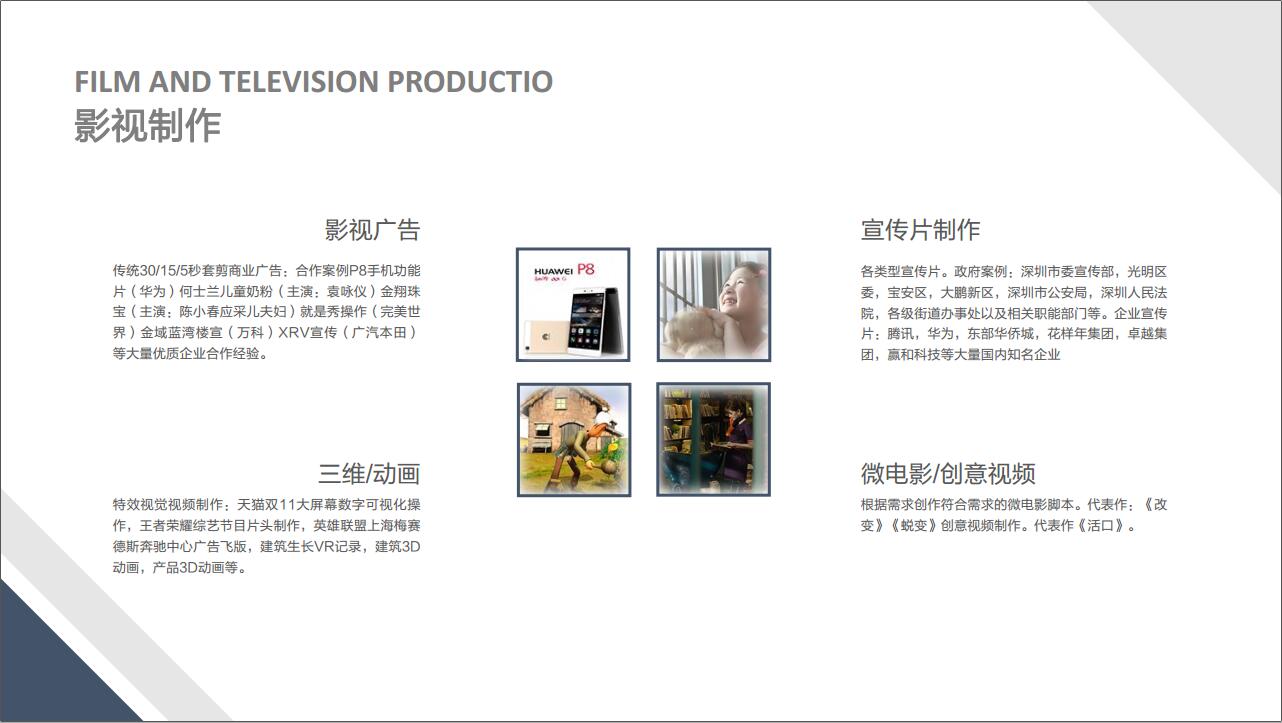 FILM AND TELEVISION PRODUCTIO
影视制作
影视广告
传统30/15/5秒套剪商业广告：合作案例P8手机功能
片（华为）何士兰儿童奶粉（主演：袁咏仪）金翔珠
宝（主演：陈小春应采儿夫妇）就是秀操作（完美世
界）金域蓝湾楼宣（万科）XRV宣传（广汽本田）
等大量优质企业合作经验。
HUAWEI P8
宣传片制作
各类型宣传片。政府案例：深圳市委宣传部，光明区
委，宝安区，大鹏新区，深圳市公安局，深圳人民法
院，各级街道办事处以及相关职能部门等。企业宣传
片：腾讯，华为，东部华侨城，花样年集团，卓越集
团，赢和科技等大量国内知名企业
三维/动画
特效视觉视频制作：天猫双11大屏幕数字可视化操
作，王者荣耀综艺节目片头制作，英雄联盟上海梅赛
德斯奔驰中心广告飞版，建筑生长VR记录，建筑3D
动画，产品3D动画等。
微电影/创意视频
根据需求创作符合需求的微电影脚本。代表作：《改
变》《蜕变》创意视频制作。代表作《活口》。